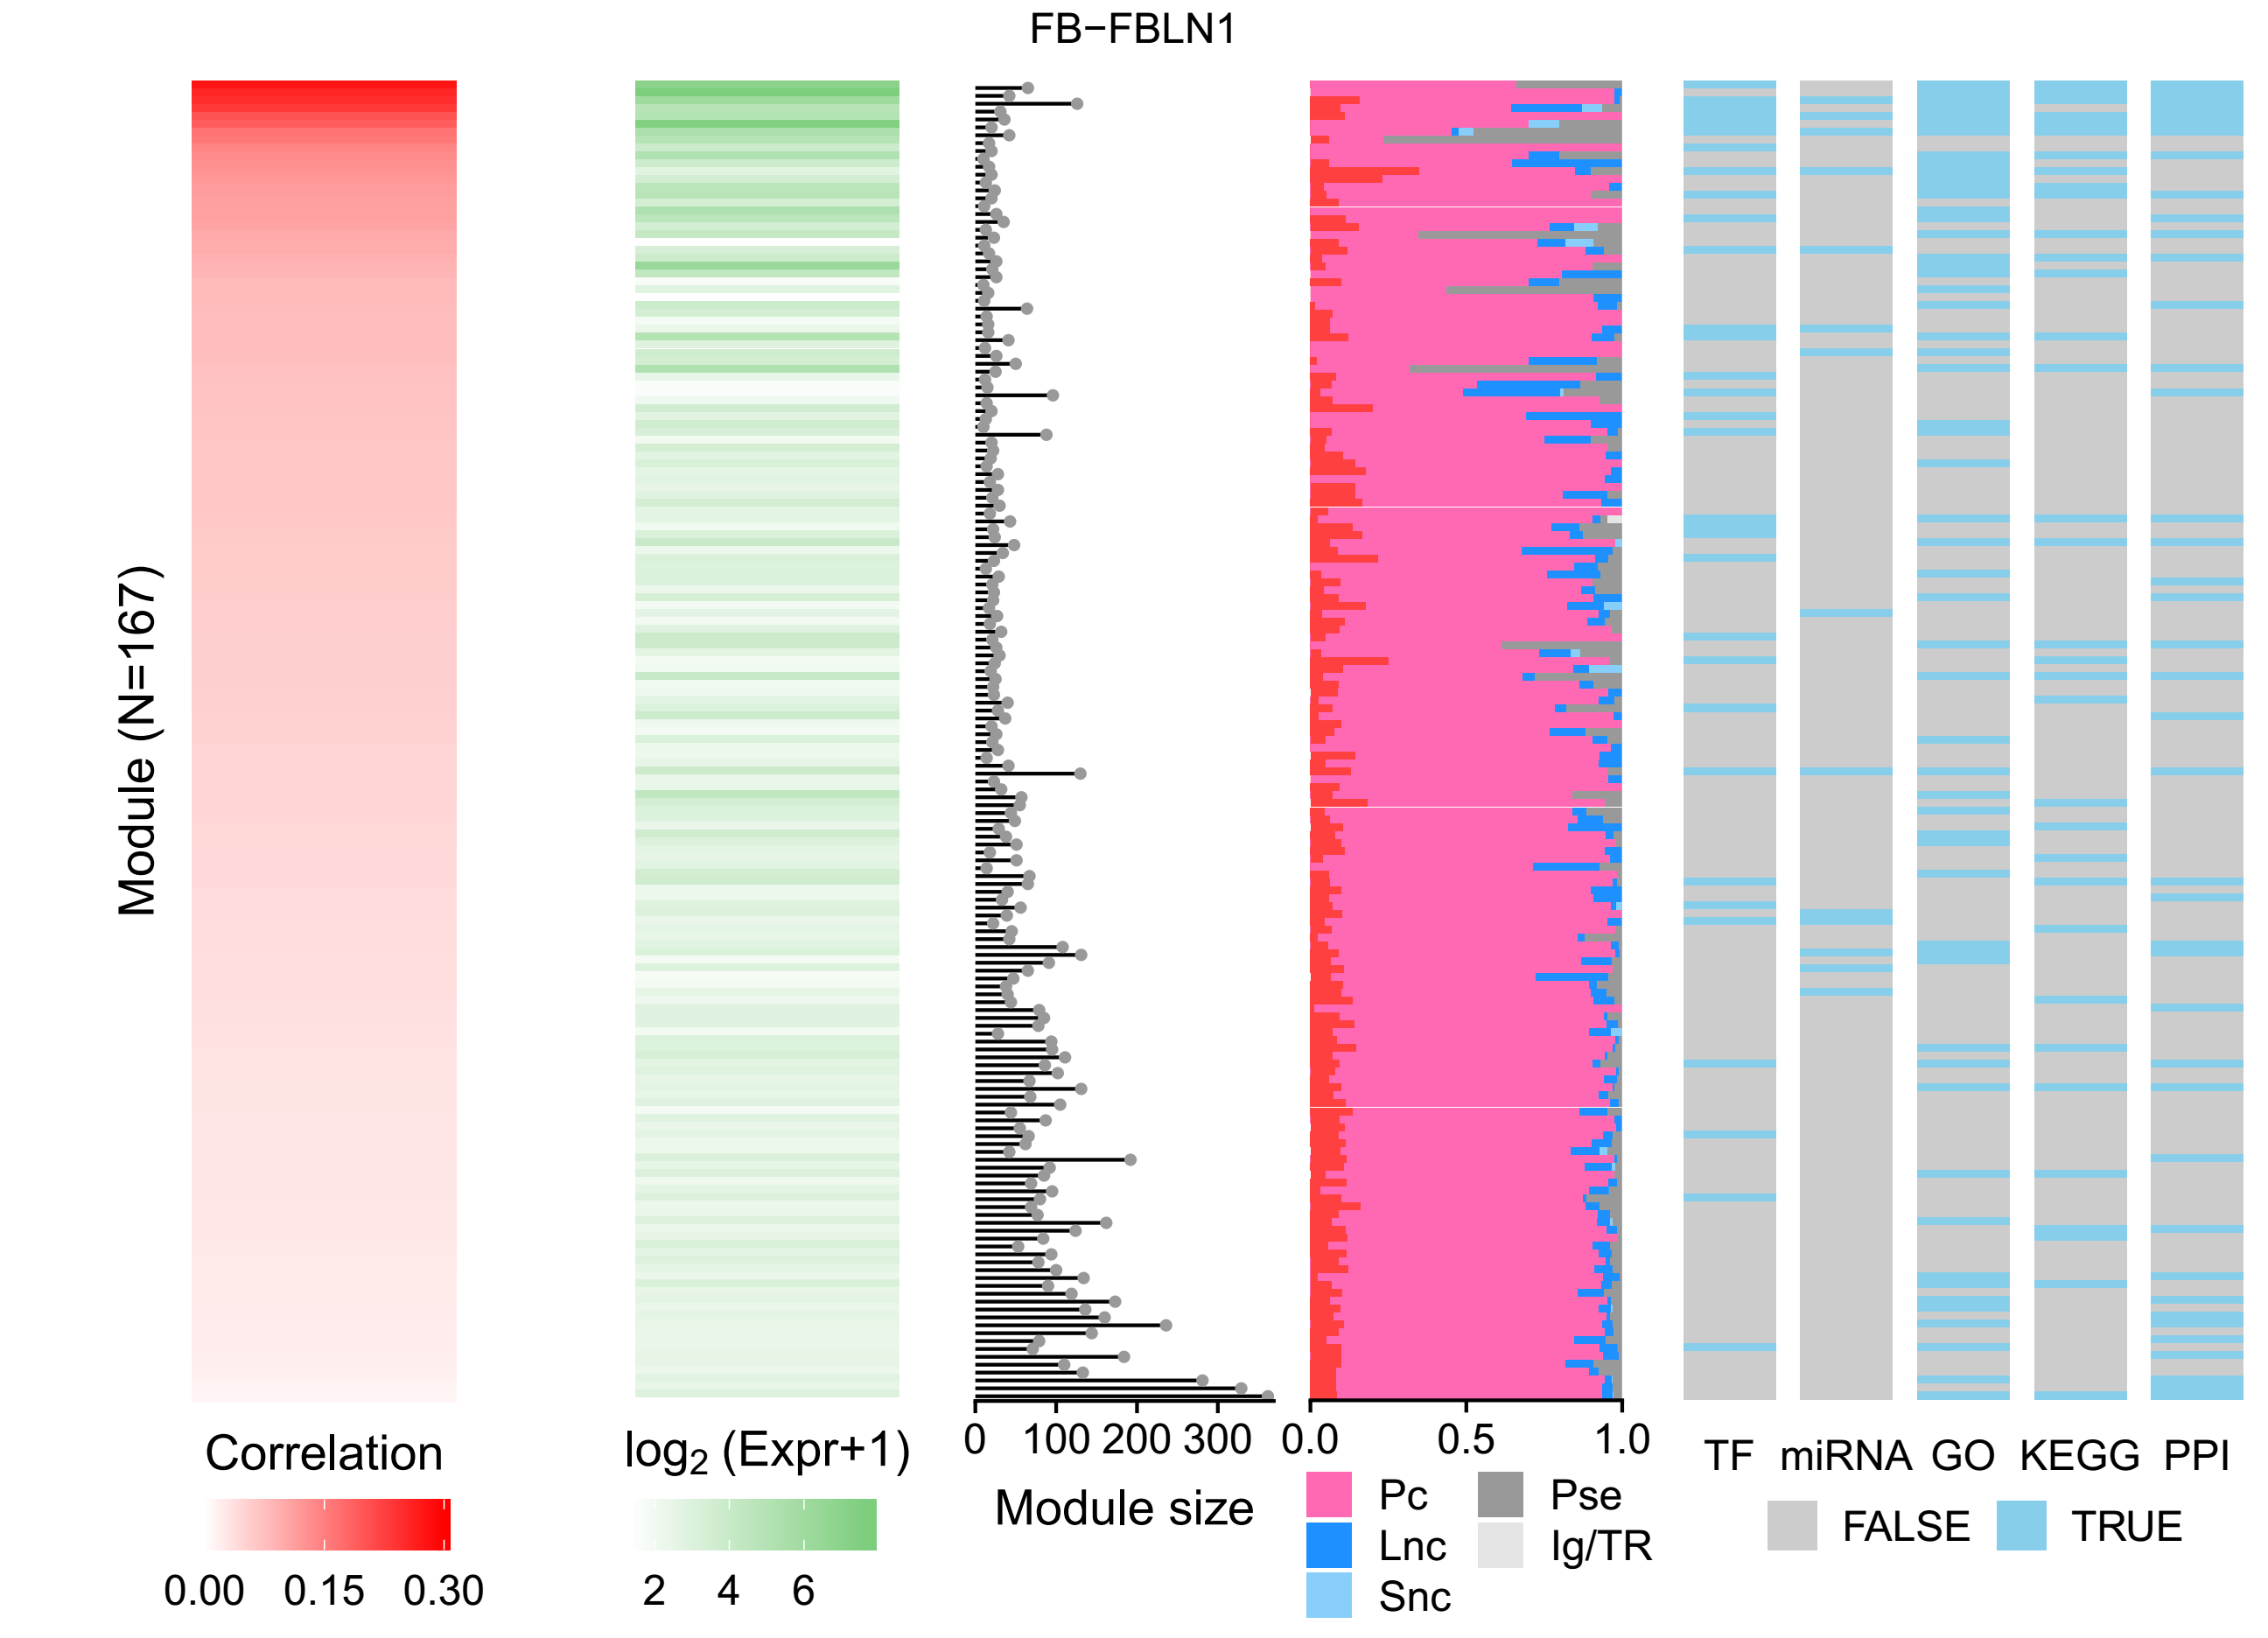 FB−FBLN1
Module (N=167)
Correlation
0.00 0.15 0.30
log2 (Expr+1)
2 4 6
0 100 200 300
Module size
0.0 0.5 1.0
Pc Pse
Lnc Ig/TR
Snc
TF miRNA GO KEGG PPI
FALSE TRUE